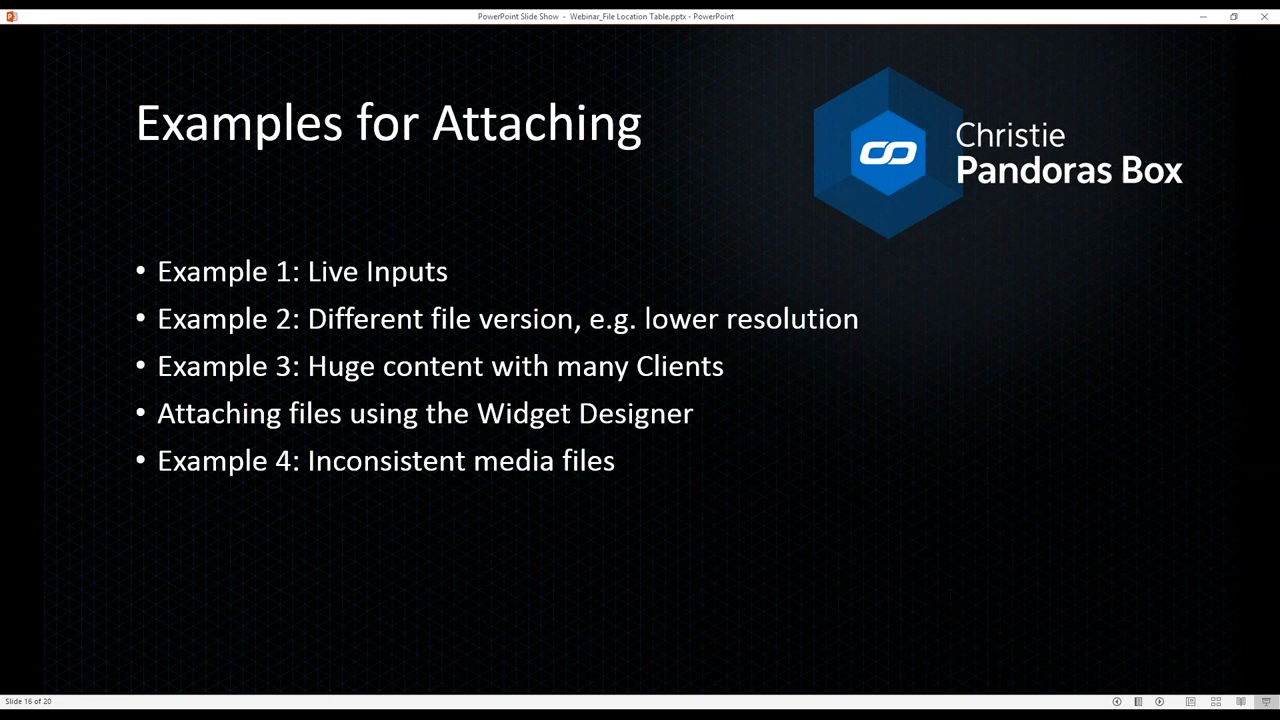 PowerPoint Slide Show - Webinar_File Location Table.pptx - PowerPoint
Examples for Attaching
Christie
Pandoras Box
• Example 1: Live Inputs
• Example 2: Different file version, e.g. lower resolution
• Example 3: Huge content with many Clients
• Attaching files using the Widget Designer
• Example 4: Inconsistent media files
Slide 16 of 20